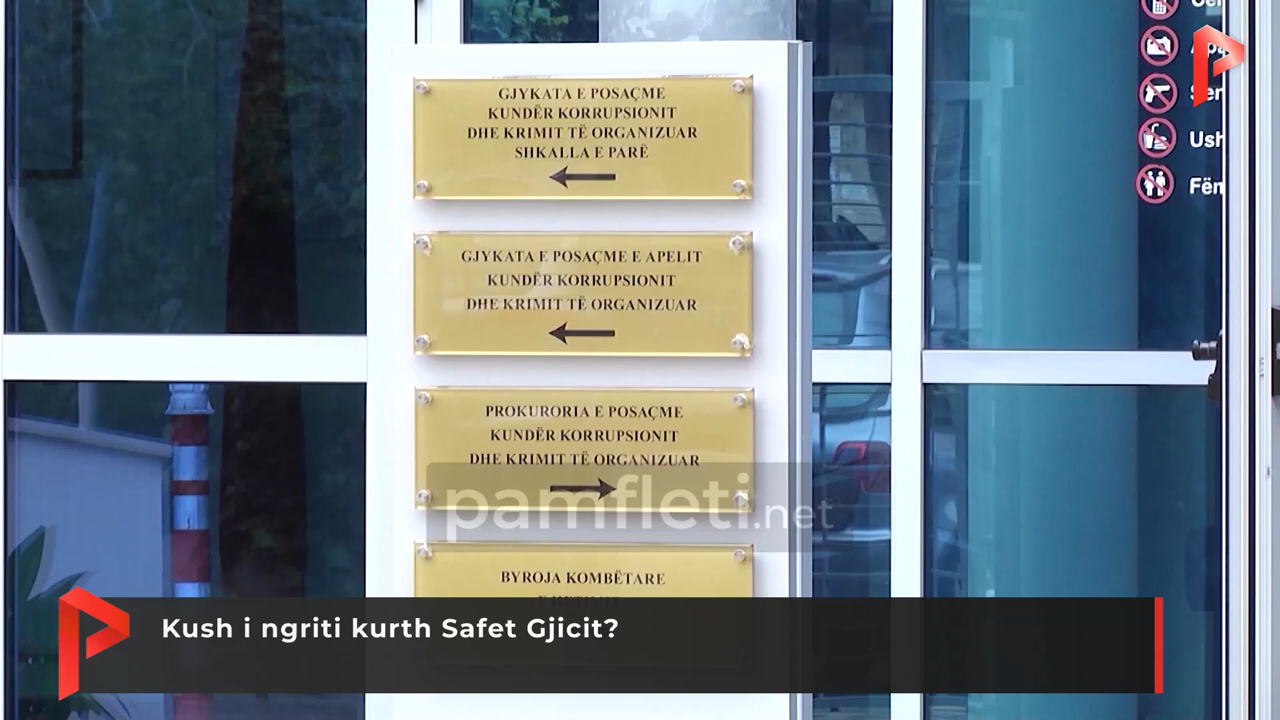 GJYKATA E POSAÇME
KUNDËR KORRUPSIONIT
DHE KRIMIT TË ORGANIZUAR
SHKALLA E PARË
GJYKATA E POSAÇME E APELIT
KUNDËR KORRUPSIONIT
DHE KRIMIT TË ORGANIZUAR
PROKURORIA E POSAÇME
KUNDËR KORRUPSIONIT
DHE KRIMIT TË ORGANIZUAR
pamfleti.net
BYROJA KOMBËTARE
Ush
Fën
Kush i ngriti kurth Safet Gjicit?